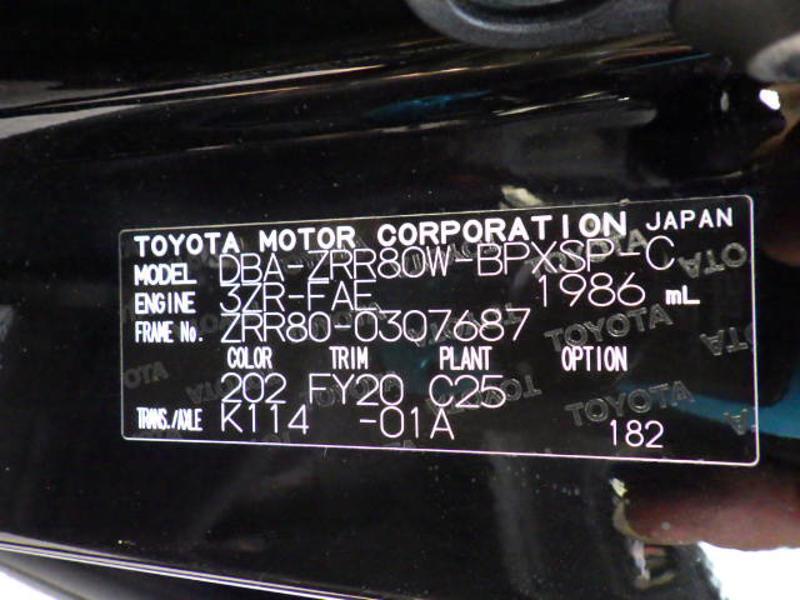 TOYOTA MOTOR CORPORATION JAPAN
MODEL DBA-ZRR80W-BPXSP-C
ENGINE 3ZR-FAE 1986 mL
FRAME No. ZRR80-0307687
COLOR TRIM PLANT OPTION
202 FY20 C25
TRANS./AXLE K114 -01A 182